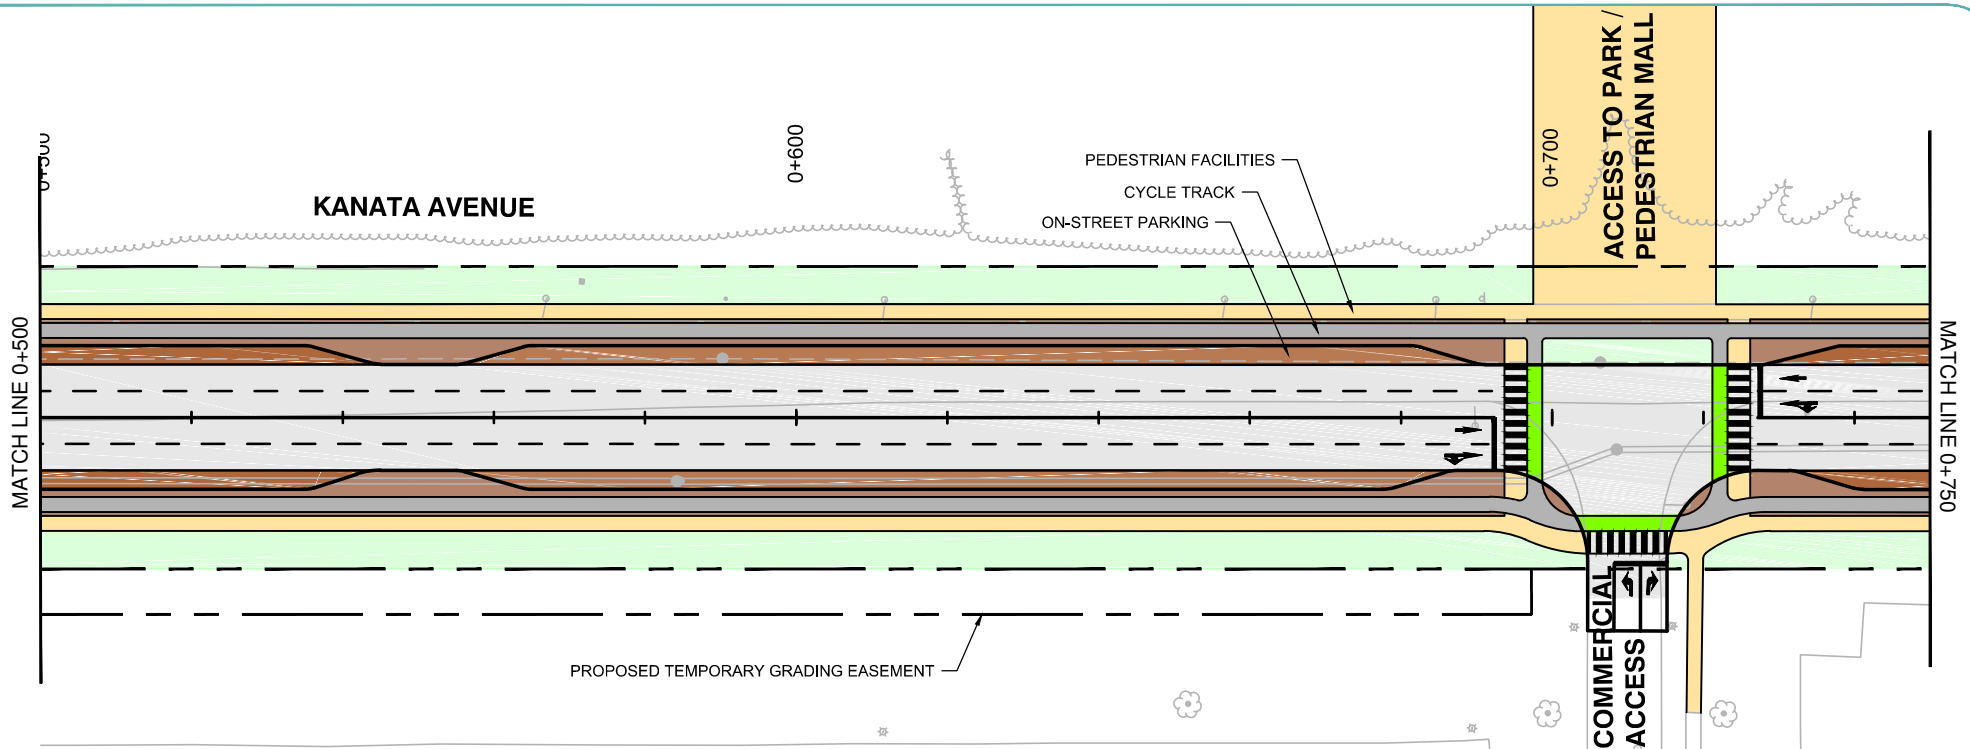 ACCESS TO PARK /
PEDESTRIAN MALL
0+500
0+600
0+700
KANATA AVENUE
PEDESTRIAN FACILITIES
CYCLE TRACK
ON-STREET PARKING
MATCH LINE 0+500
MATCH LINE 0+750
PROPOSED TEMPORARY GRADING EASEMENT
COMMERCIAL
ACCESS